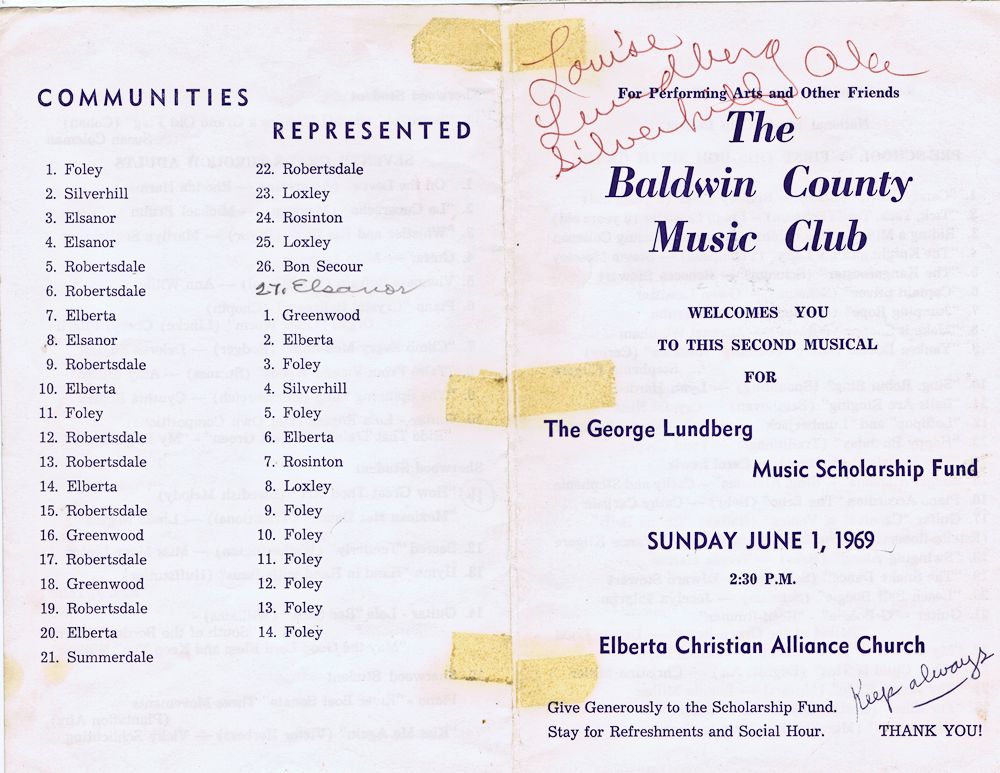 COMMUNITIES
REPRESENTED
1. Foley
2. Silverhill
3. Elsanor
4. Elsanor
5. Robertsdale
6. Robertsdale
7. Elberta
8. Elsanor
9. Robertsdale
10. Elberta
11. Foley
12. Robertsdale
13. Robertsdale
14. Elberta
15. Robertsdale
16. Greenwood
17. Robertsdale
18. Greenwood
19. Robertsdale
20. Elberta
21. Summerdale
22. Robertsdale
23. Loxley
24. Rosinton
25. Loxley
26. Bon Secour
27. Elsanor
1. Greenwood
2. Elberta
3. Foley
4. Silverhill
5. Foley
6. Elberta
7. Rosinton
8. Loxley
9. Foley
10. Foley
11. Foley
12. Foley
13. Foley
14. Foley
Louise
Lundberg Ala
Silverhill
For Performing Arts and Other Friends
The
Baldwin County
Music Club
WELCOMES YOU
TO THIS SECOND MUSICAL
FOR
The George Lundberg
Music Scholarship Fund
SUNDAY JUNE 1, 1969
2:30 P.M.
Elberta Christian Alliance Church
Keep always
Give Generously to the Scholarship Fund.
Stay for Refreshments and Social Hour. THANK YOU!